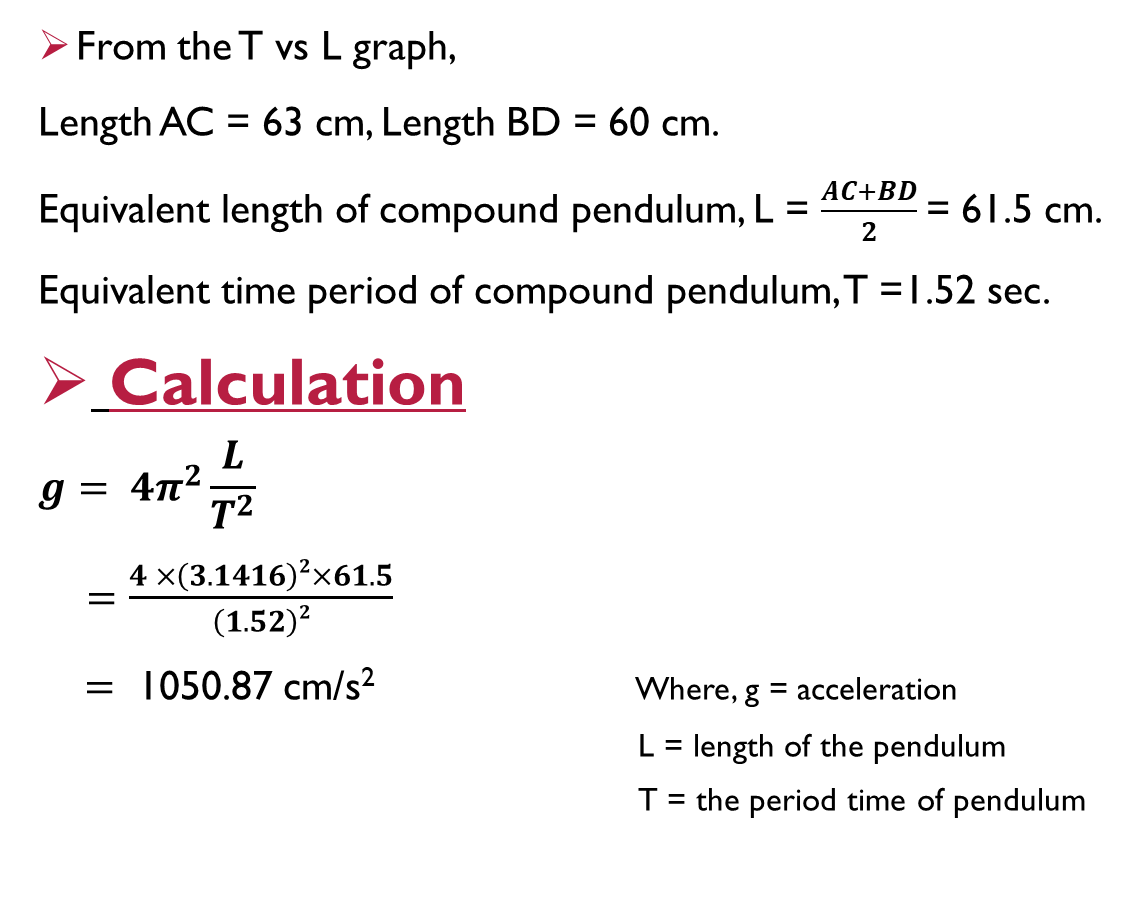 ➢ From the T vs L graph,
Length AC = 63 cm, Length BD = 60 cm.
Equivalent length of compound pendulum, L = \frac{AC+BD}{2} = 61.5 cm.
Equivalent time period of compound pendulum, T =1.52 sec.
➢ Calculation
g = 4π² \frac{L}{T²}
= \frac{4 ×(3.1416)²×61.5}{(1.52)²}
= 1050.87 cm/s²
Where, g = acceleration
L = length of the pendulum
T = the period time of pendulum